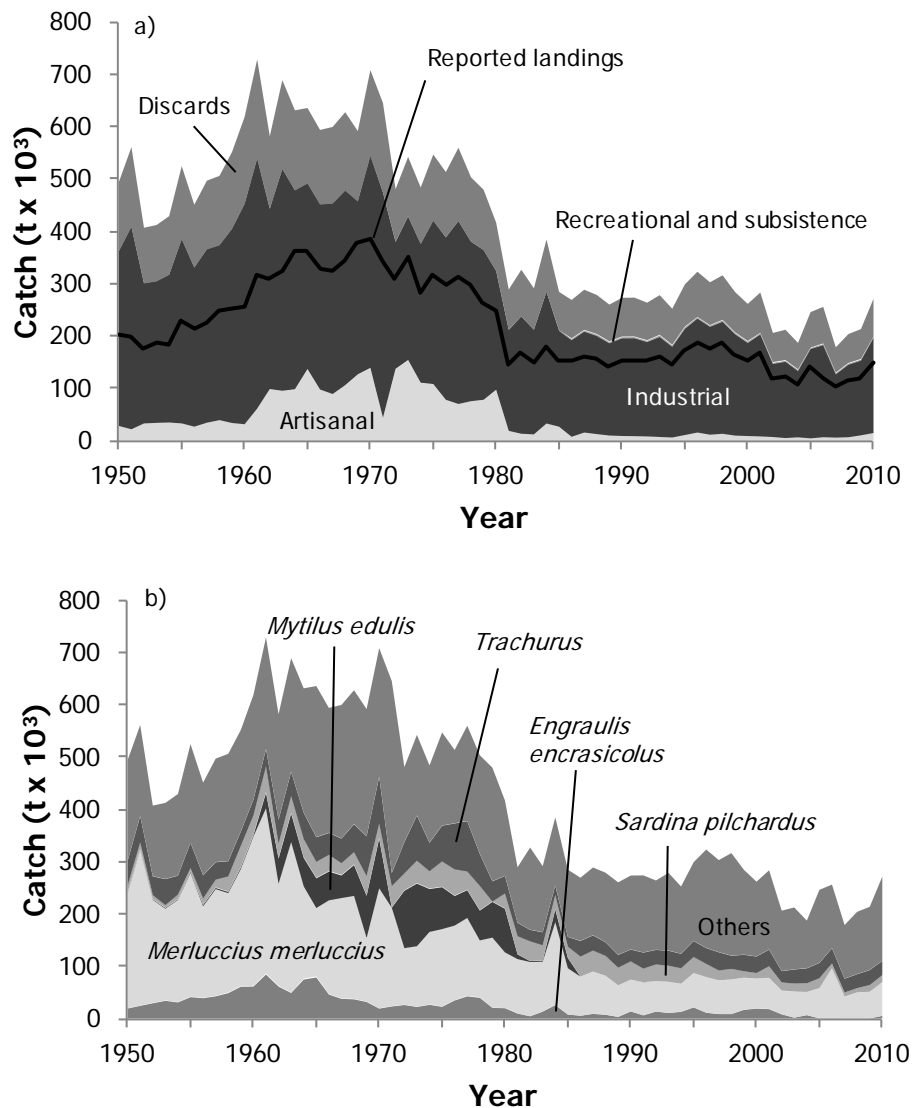 a)
800
700
600
500
400
300
200
100
0
Catch (t x 10³)
Discards
Reported landings
Recreational and subsistence
Industrial
Artisanal
1950 1960 1970 1980 1990 2000 2010
Year
b)
800
700
600
500
400
300
200
100
0
Catch (t x 10³)
Mytilus edulis
Trachurus
Engraulis
encrasicolus
Sardina pilchardus
Others
Merluccius merluccius
1950 1960 1970 1980 1990 2000 2010
Year